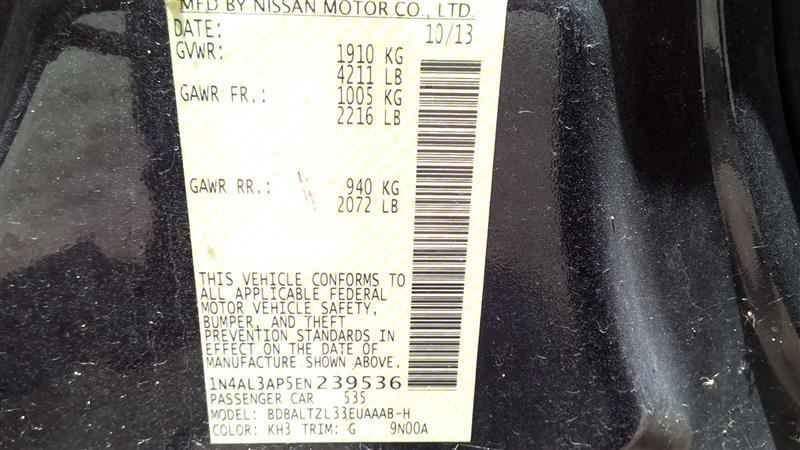 MFD BY NISSAN MOTOR CO., LTD.
DATE: 10/13
GVWR: 1910 KG
4211 LB
GAWR FR.: 1005 KG
2216 LB
GAWR RR.: 940 KG
2072 LB
THIS VEHICLE CONFORMS TO
ALL APPLICABLE FEDERAL
MOTOR VEHICLE SAFETY,
BUMPER, AND THEFT
PREVENTION STANDARDS IN
EFFECT ON THE DATE OF
MANUFACTURE SHOWN ABOVE.
1N4AL3AP5EN239536
PASSENGER CAR 535
MODEL: BDBALTZL33EUAAAB-H
COLOR: KH3 TRIM: G 9N00A